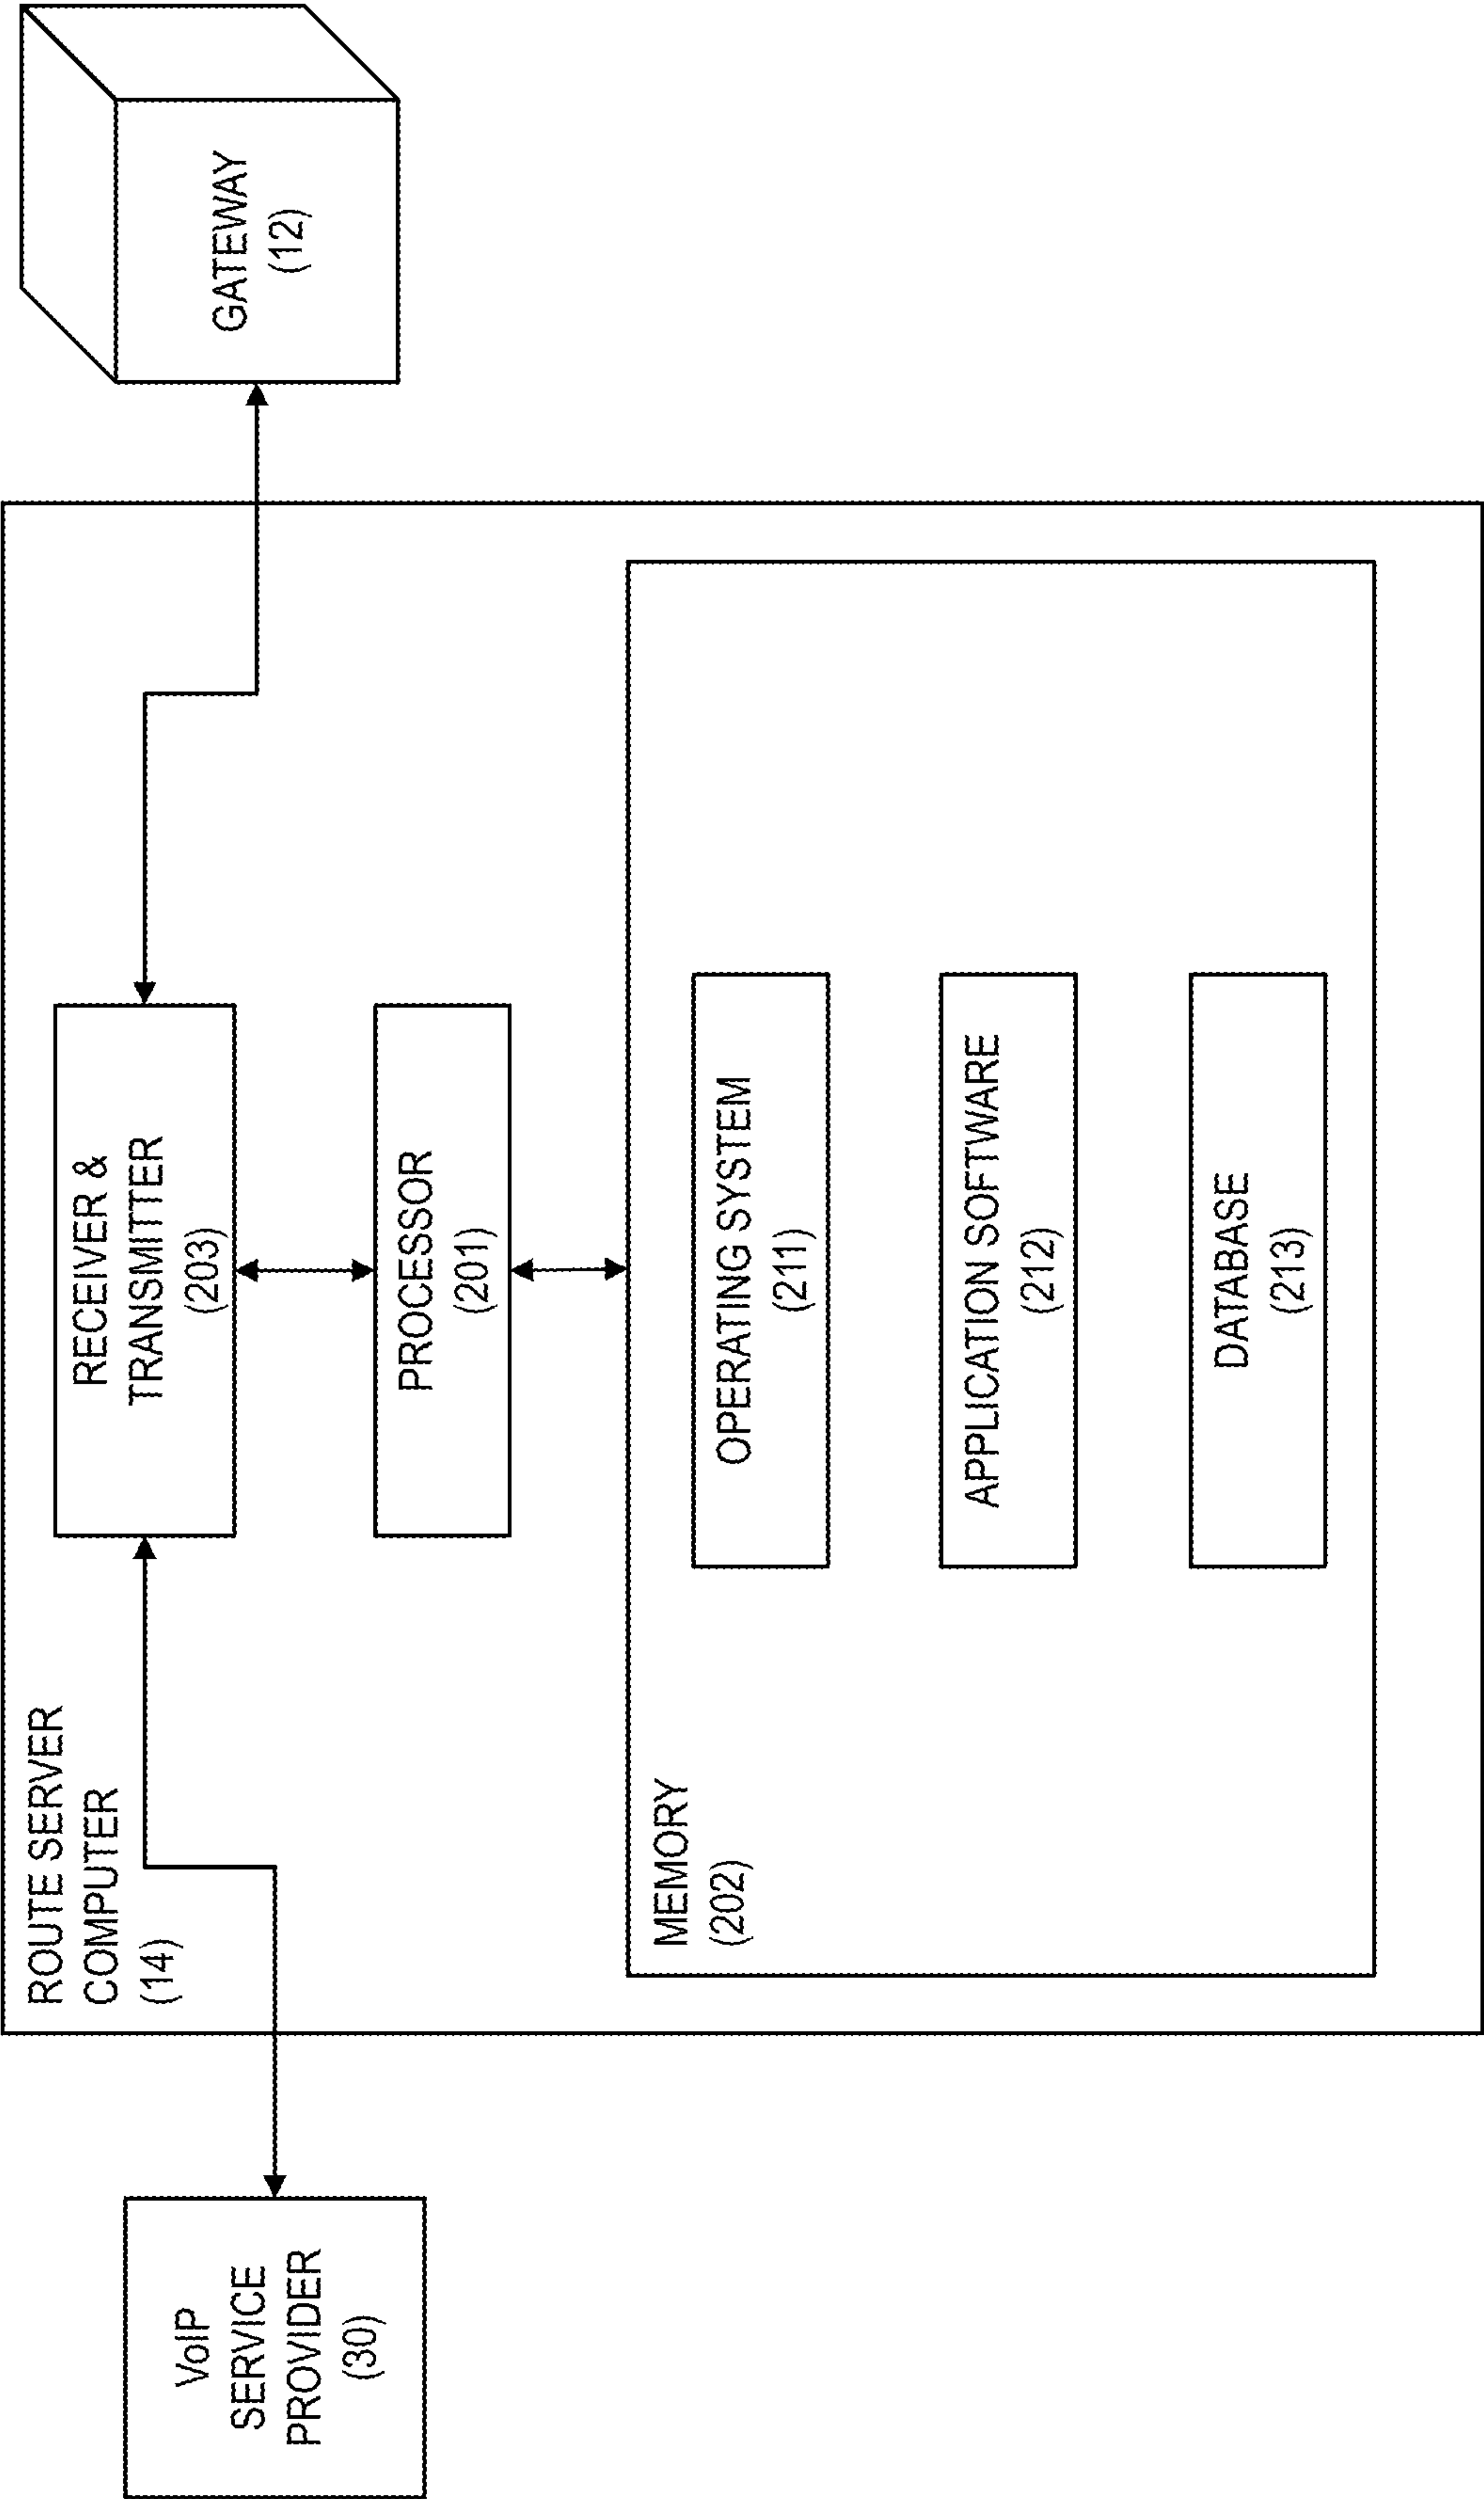 VoIP
SERVICE
PROVIDER
(30)
ROUTE SERVER
COMPUTER
(14)
RECEIVER &
TRANSMITTER
(203)
PROCESSOR
(201)
MEMORY
(202)
OPERATING SYSTEM
(211)
APPLICATION SOFTWARE
(212)
DATABASE
(213)
GATEWAY
(12)